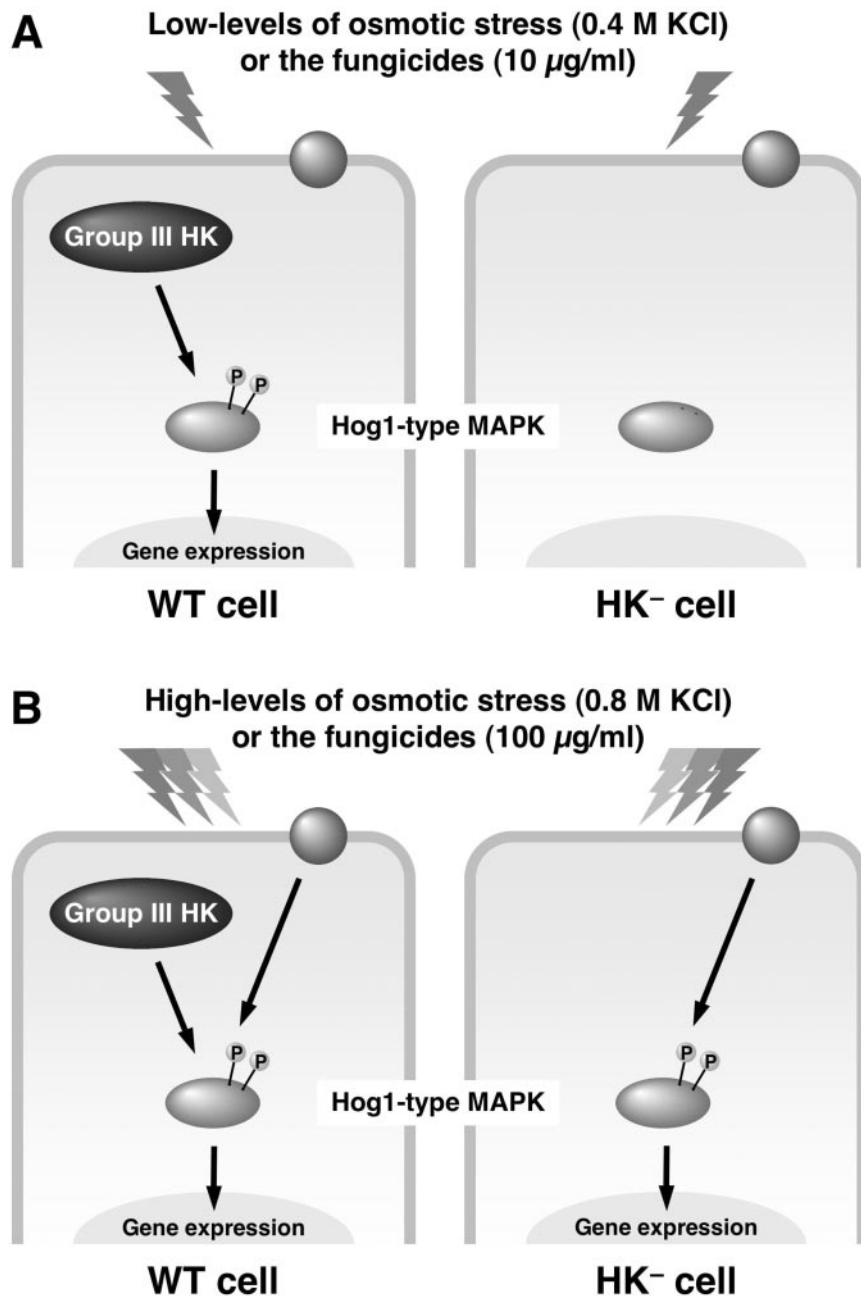 A
Low-levels of osmotic stress (0.4 M KCl)
or the fungicides (10 µg/ml)
Group III HK
P P
Hog1-type MAPK
Gene expression
WT cell
HK– cell
B
High-levels of osmotic stress (0.8 M KCl)
or the fungicides (100 µg/ml)
Group III HK
P P
P P
Hog1-type MAPK
Gene expression
Gene expression
WT cell
HK– cell